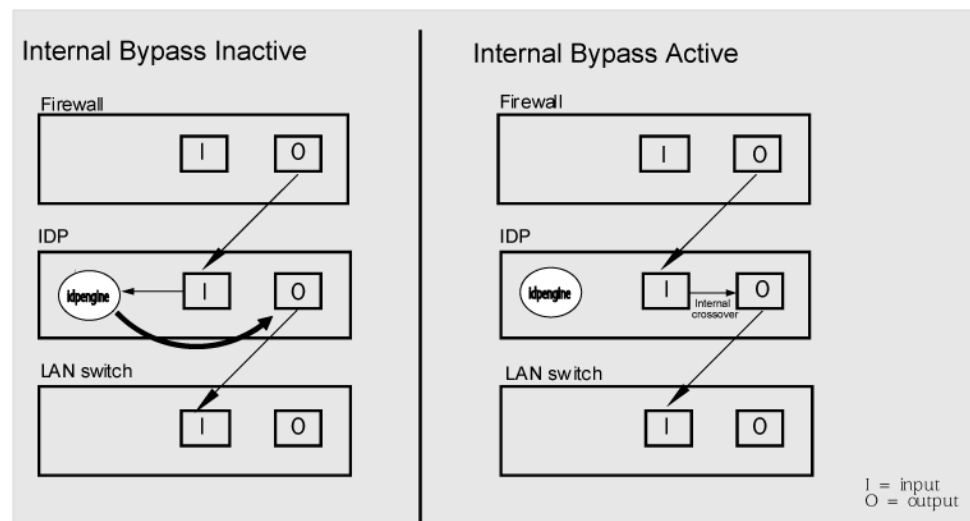 Internal Bypass Inactive
Firewall
I
O
IDP
idpengine
I
O
LAN switch
I
O
Internal Bypass Active
Firewall
I
O
IDP
idpengine
I
Internal
crossover
O
LAN switch
I
O
I = input
O = output